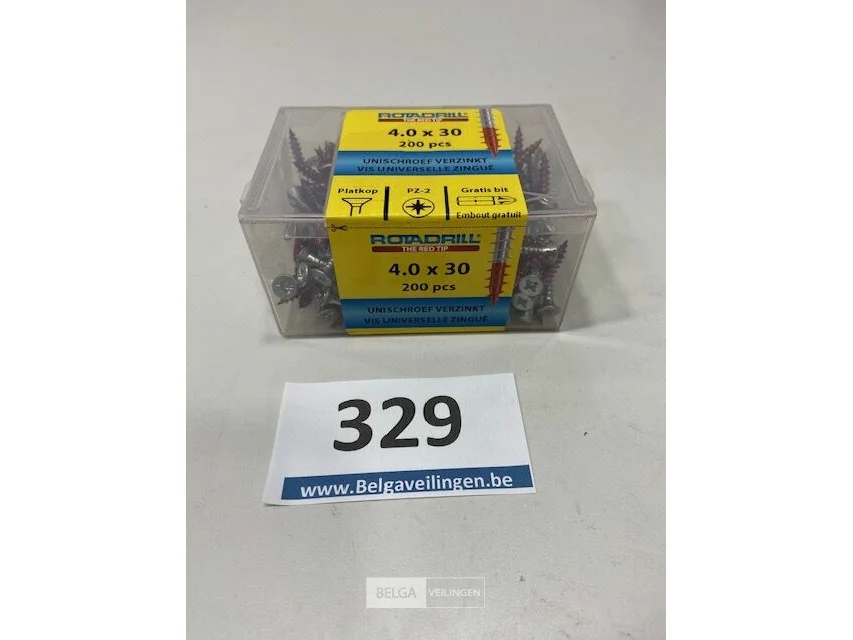 ROTADRILL
THE RED TIP
4.0 x 30
200 pcs
UNISCHROEF VERZINKT
VIS UNIVERSELLE ZINGUÉ
Platkop PZ-2 Gratis bit
Embout gratuit
ROTADRILL
THE RED TIP
4.0 x 30
200 pcs
UNISCHROEF VERZINKT
VIS UNIVERSELLE ZINGUÉ
329
www.Belgaveilingen.be
BELGA VEILINGEN